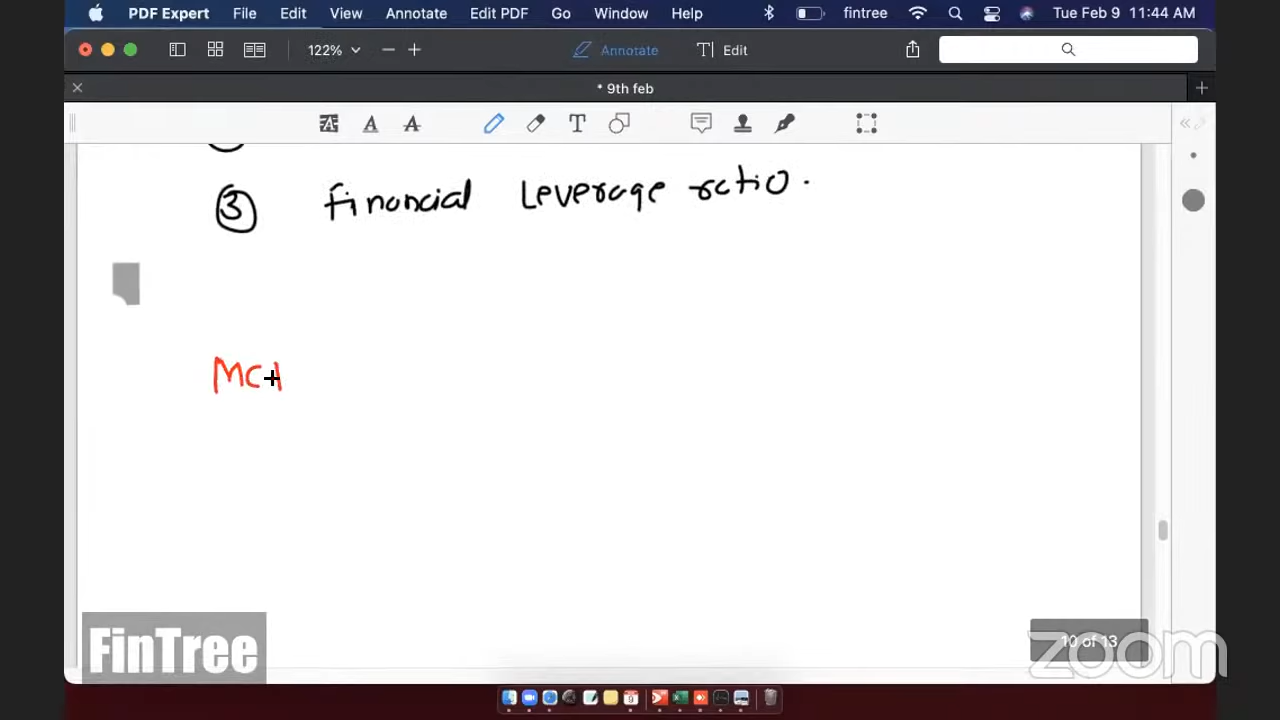 PDF Expert File Edit View Annotate Edit PDF Go Window Help fintree Tue Feb 9 11:44 AM
122% Annotate T Edit
* 9th feb
A A A T
3 Financial Leverage ratio.
FinTree
10 of 13
zoom